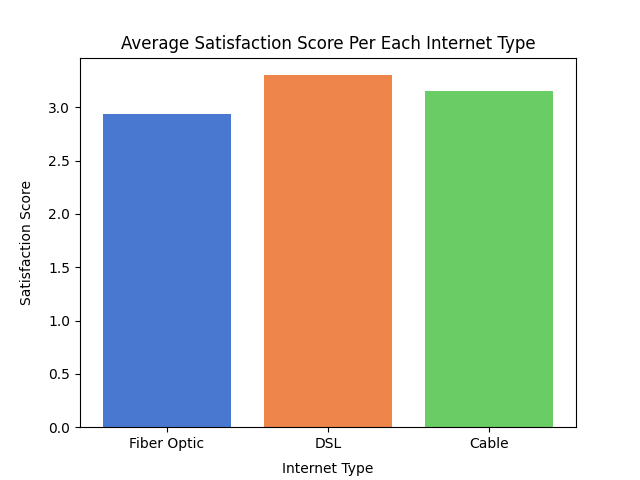 Average Satisfaction Score Per Each Internet Type
Satisfaction Score
3.0
2.5
2.0
1.5
1.0
0.5
0.0
Fiber Optic
DSL
Cable
Internet Type